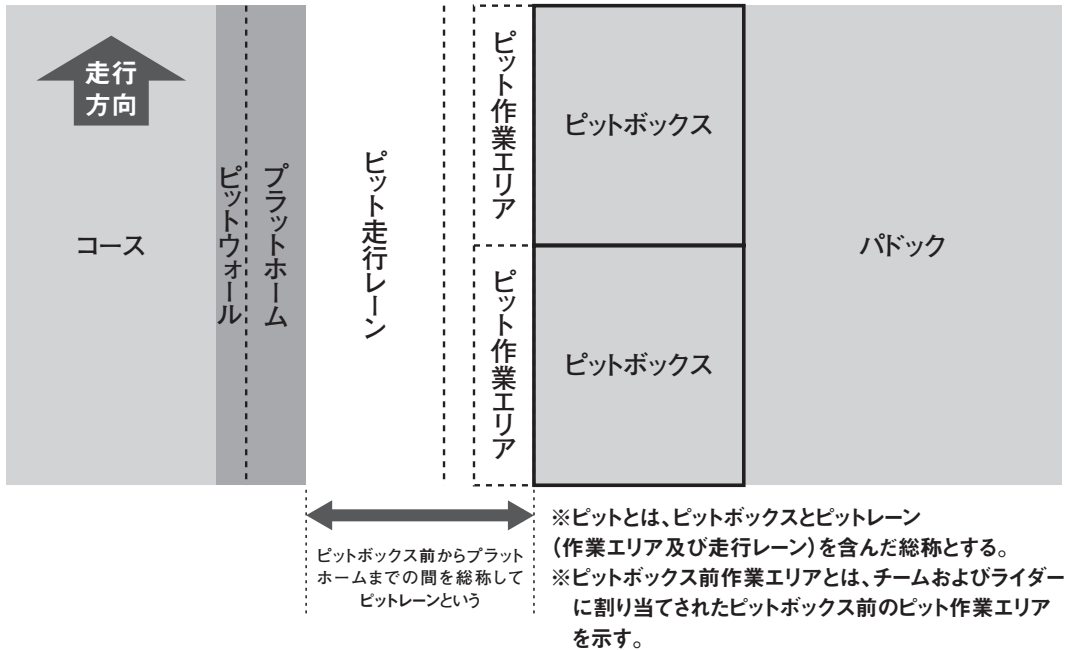 走行
方向
コース
ピットウォール
プラットホーム
ピット走行レーン
ピット作業エリア
ピット作業エリア
ピットボックス
ピットボックス
パドック
ピットボックス前からプラット
ホームまでの間を総称して
ピットレーンという
※ピットとは、ピットボックスとピットレーン
（作業エリア及び走行レーン）を含んだ総称とする。
※ピットボックス前作業エリアとは、チームおよびライダー
に割り当てされたピットボックス前のピット作業エリア
を示す。